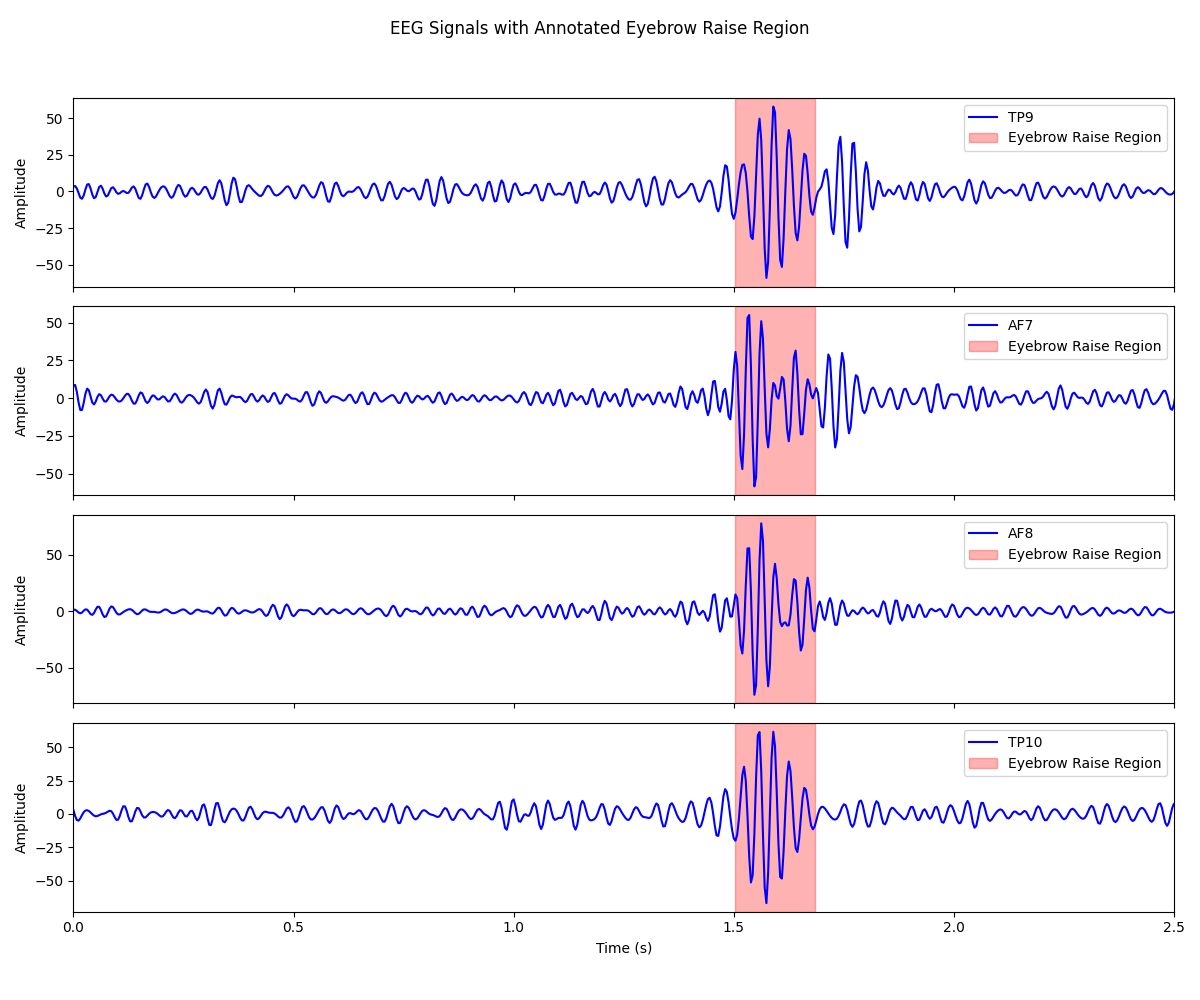 EEG Signals with Annotated Eyebrow Raise Region
Amplitude
50
25
0
−25
−50
TP9
Eyebrow Raise Region
Amplitude
50
25
0
−25
−50
AF7
Eyebrow Raise Region
Amplitude
50
0
−50
AF8
Eyebrow Raise Region
Amplitude
50
25
0
−25
−50
TP10
Eyebrow Raise Region
0.0 0.5 1.0 1.5 2.0 2.5
Time (s)